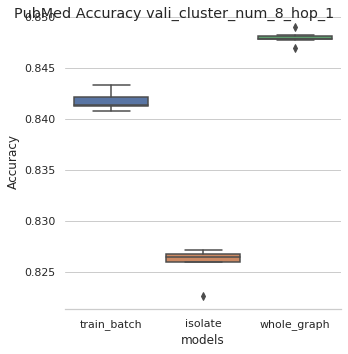 PubMed Accuracy vali_cluster_num_8_hop_1
0.850
0.845
0.840
0.835
0.830
0.825
Accuracy
train_batch isolate whole_graph
models